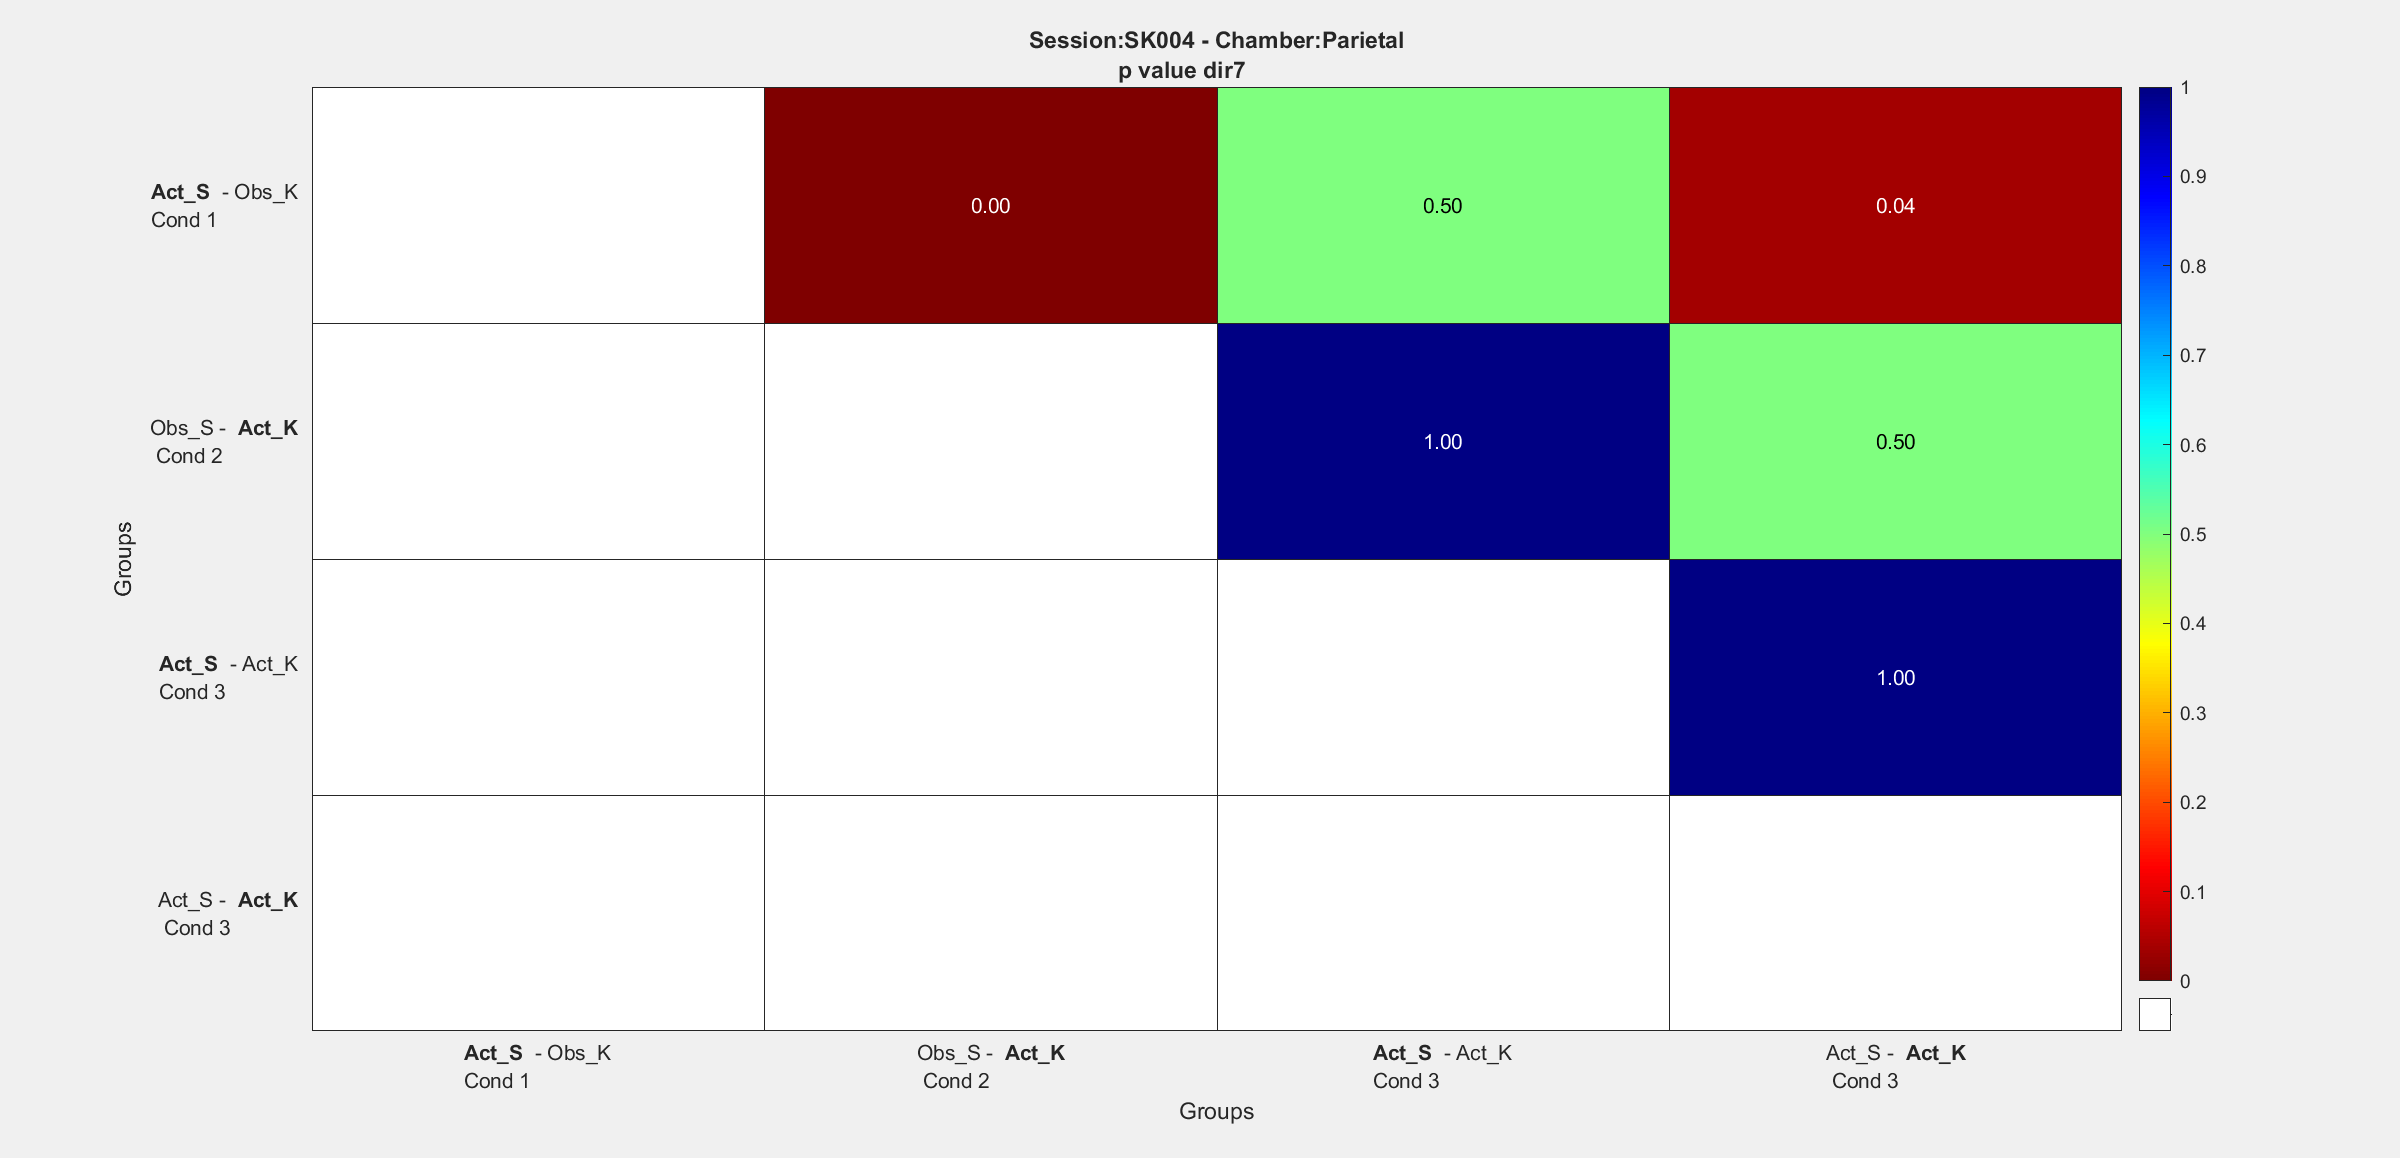 Session:SK004 - Chamber:Parietal
p value dir7
Act_S - Obs_K
Cond 1
0.00
0.50
0.04
Obs_S - Act_K
Cond 2
1.00
0.50
Act_S - Act_K
Cond 3
1.00
Act_S - Act_K
Cond 3
Groups
Act_S - Obs_K
Cond 1
Obs_S - Act_K
Cond 2
Act_S - Act_K
Cond 3
Act_S - Act_K
Cond 3
Groups
1
0.9
0.8
0.7
0.6
0.5
0.4
0.3
0.2
0.1
0